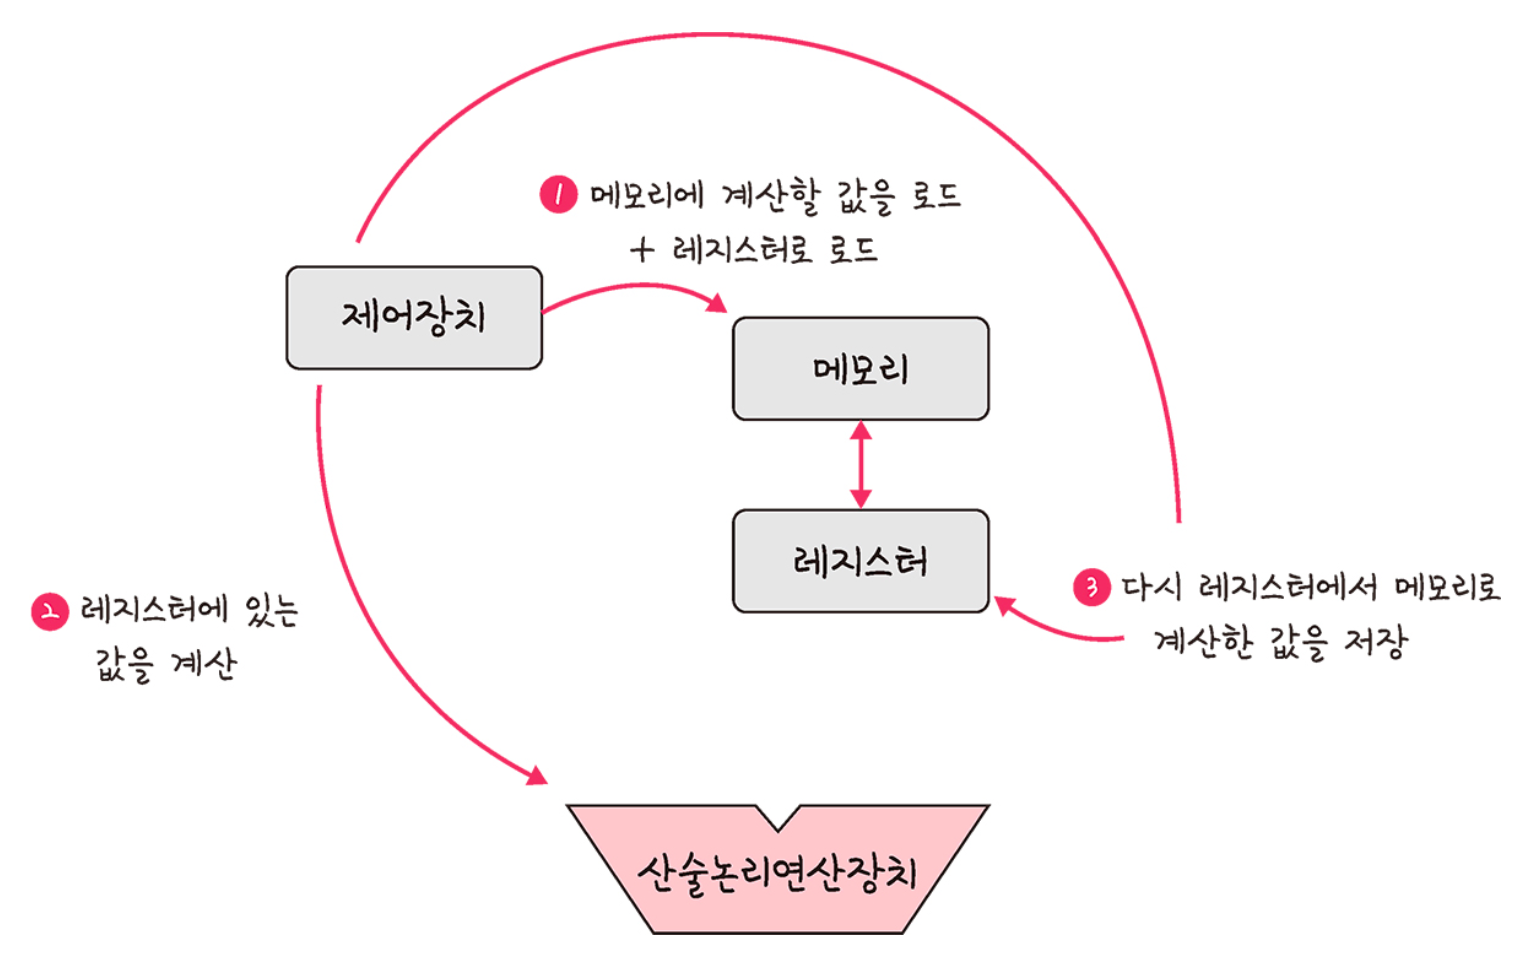 1 메모리에 계산할 값을 로드
+ 레지스터로 로드
제어장치
메모리
레지스터
2 레지스터에 있는
값을 계산
3 다시 레지스터에서 메모리로
계산한 값을 저장
산술논리연산장치